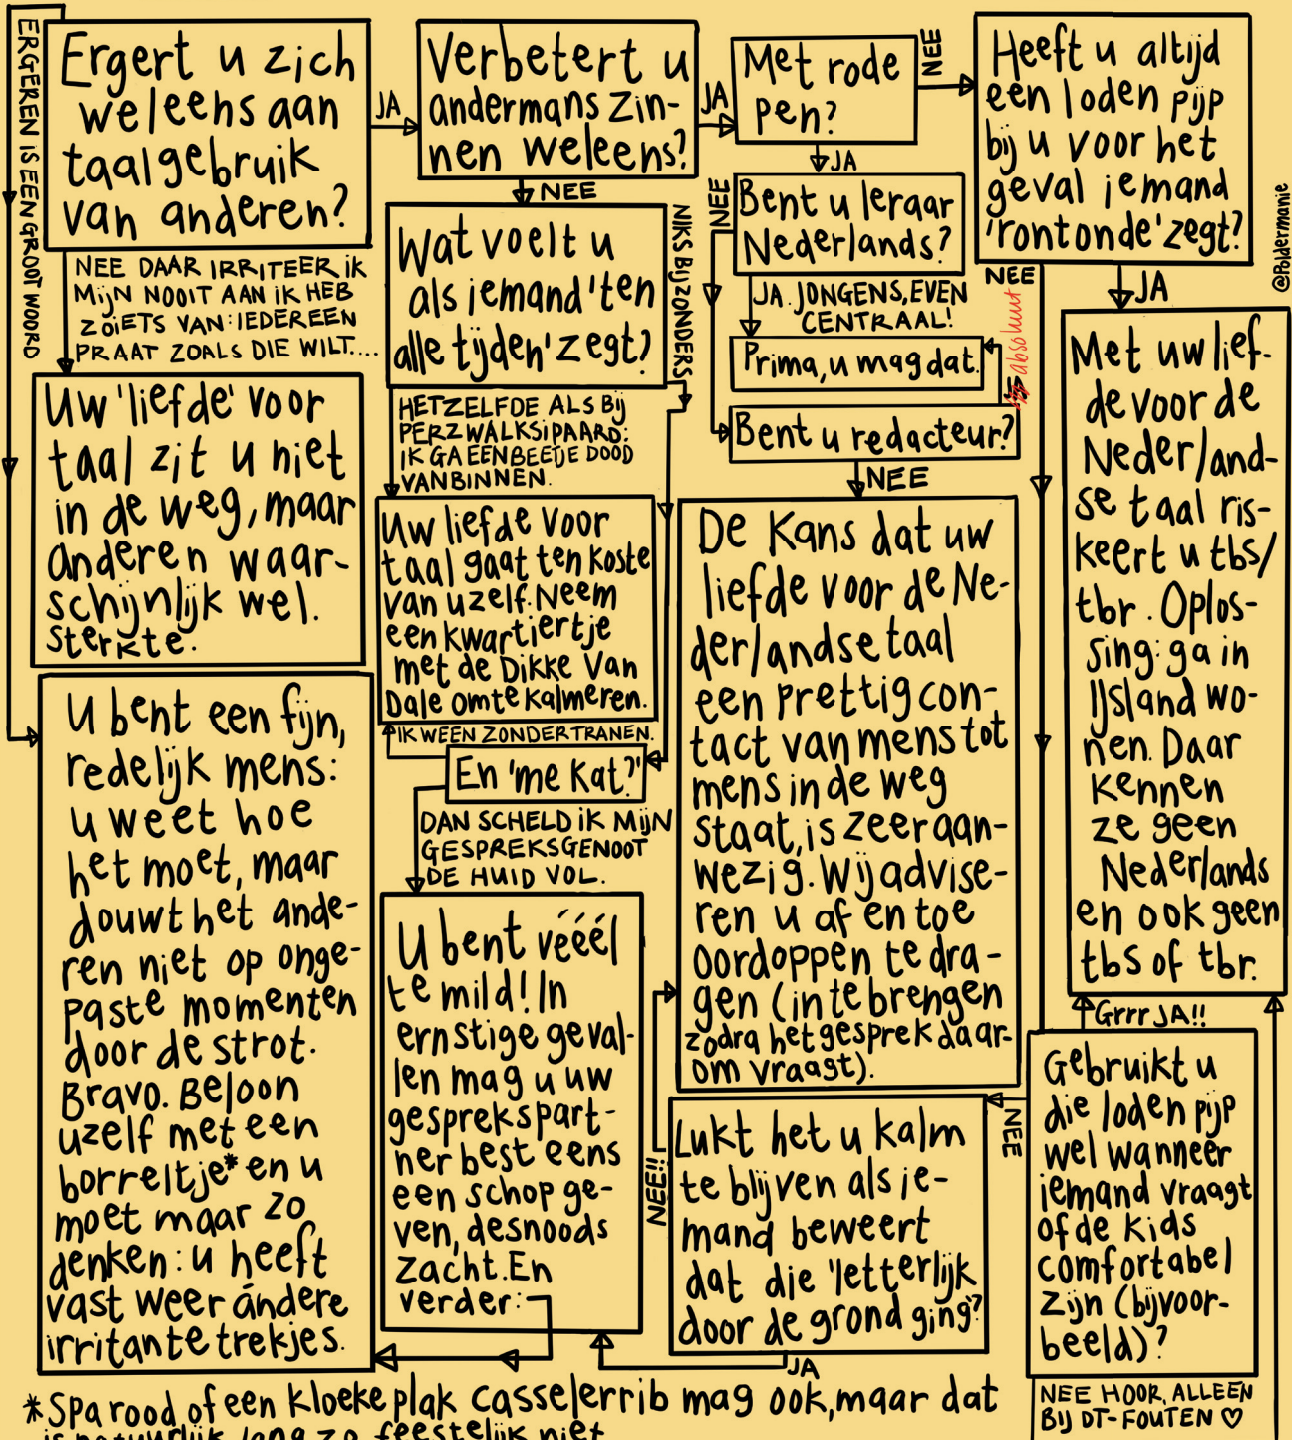 ERGEREN IS EEN GROOT WOORD
Ergert u zich
weleens aan
taalgebruik
van anderen?
JA
Verbetert u
andermans zin-
nen weleens?
JA
Met rode
pen?
NEE
Heeft u altijd
een loden pijp
bij u voor het
geval iemand
'rontonde' zegt?
@Poldermanie
NEE DAAR IRRITEER IK
MIJN NOOIT AAN IK HEB
ZOIETS VAN: IEDEREEN
PRAAT ZOALS DIE WILT....
NEE
Wat voelt u
als iemand 'ten
alle tijden' zegt?
NIKS BIJZONDERS
JA
NEE
Bent u leraar
Nederlands?
JA. JONGENS, EVEN
CENTRAAL!
Prima, u mag dat.
absoluut
Bent u redacteur?
NEE
NEE
JA
Met uw lief-
de voor de
Nederland-
se taal ris-
keert u tbs/
tbr. Oplos-
sing: ga in
IJsland wo-
nen. Daar
kennen
ze geen
Nederlands
en ook geen
tbs of tbr.
Uw 'liefde' voor
taal zit u niet
in de weg, maar
anderen waar-
schijnlijk wel.
Sterkte.
HETZELFDE ALS BIJ
PERZWALKSIPAARD:
IK GA EEN BEETJE DOOD
VANBINNEN.
Uw liefde voor
taal gaat ten koste
van uzelf. Neem
een kwartiertje
met de Dikke Van
Dale om te kalmeren.
IK WEEN ZONDER TRANEN.
En 'me kat?'
DAN SCHELD IK MIJN
GESPREKSGENOOT
DE HUID VOL.
De kans dat uw
liefde voor de Ne-
derlandse taal
een prettig con-
tact van mens tot
mens in de weg
staat, is zeer aan-
wezig. Wij advise-
ren u af en toe
oordoppen te dra-
gen (in te brengen
zodra het gesprek daar-
om vraagt).
U bent een fijn,
redelijk mens:
u weet hoe
het moet, maar
douwt het ande-
ren niet op onge-
paste momenten
door de strot.
Bravo. Beloon
uzelf met een
borreltje* en u
moet maar zo
denken: u heeft
vast weer ándere
irritante trekjes.
U bent vééél
te mild! In
ernstige geval-
len mag u uw
gesprekspart-
ner best eens
een schop ge-
ven, desnoods
zacht. En
verder:
NEE!!
Lukt het u kalm
te blijven als ie-
mand beweert
dat die 'letterlijk
door de grond ging'?
JA
NEE
Grrr JA!!
Gebruikt u
die loden pijp
wel wanneer
iemand vraagt
of de kids
comfortabel
zijn (bijvoor-
beeld)?
NEE HOOR, ALLEEN
BIJ DT-FOUTEN ♡
*Spa rood of een kloeke plak casselerrib mag ook, maar dat
is natuurlijk lang zo feestelijk niet